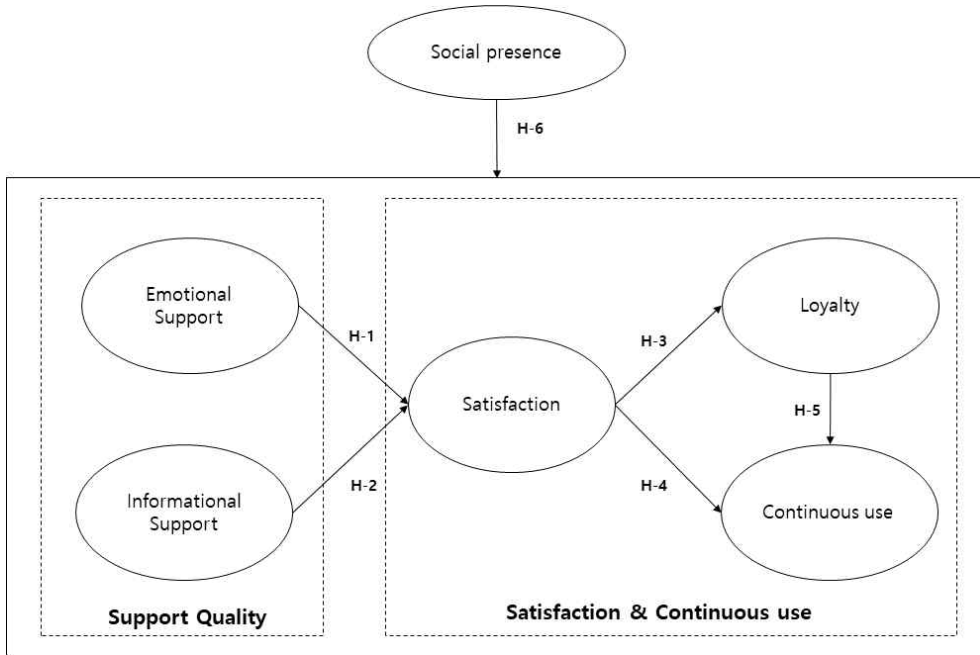 Social presence
H-6
Emotional
Support
H-1
Loyalty
H-3
Satisfaction
H-5
H-2
H-4
Informational
Support
Continuous use
Support Quality
Satisfaction & Continuous use